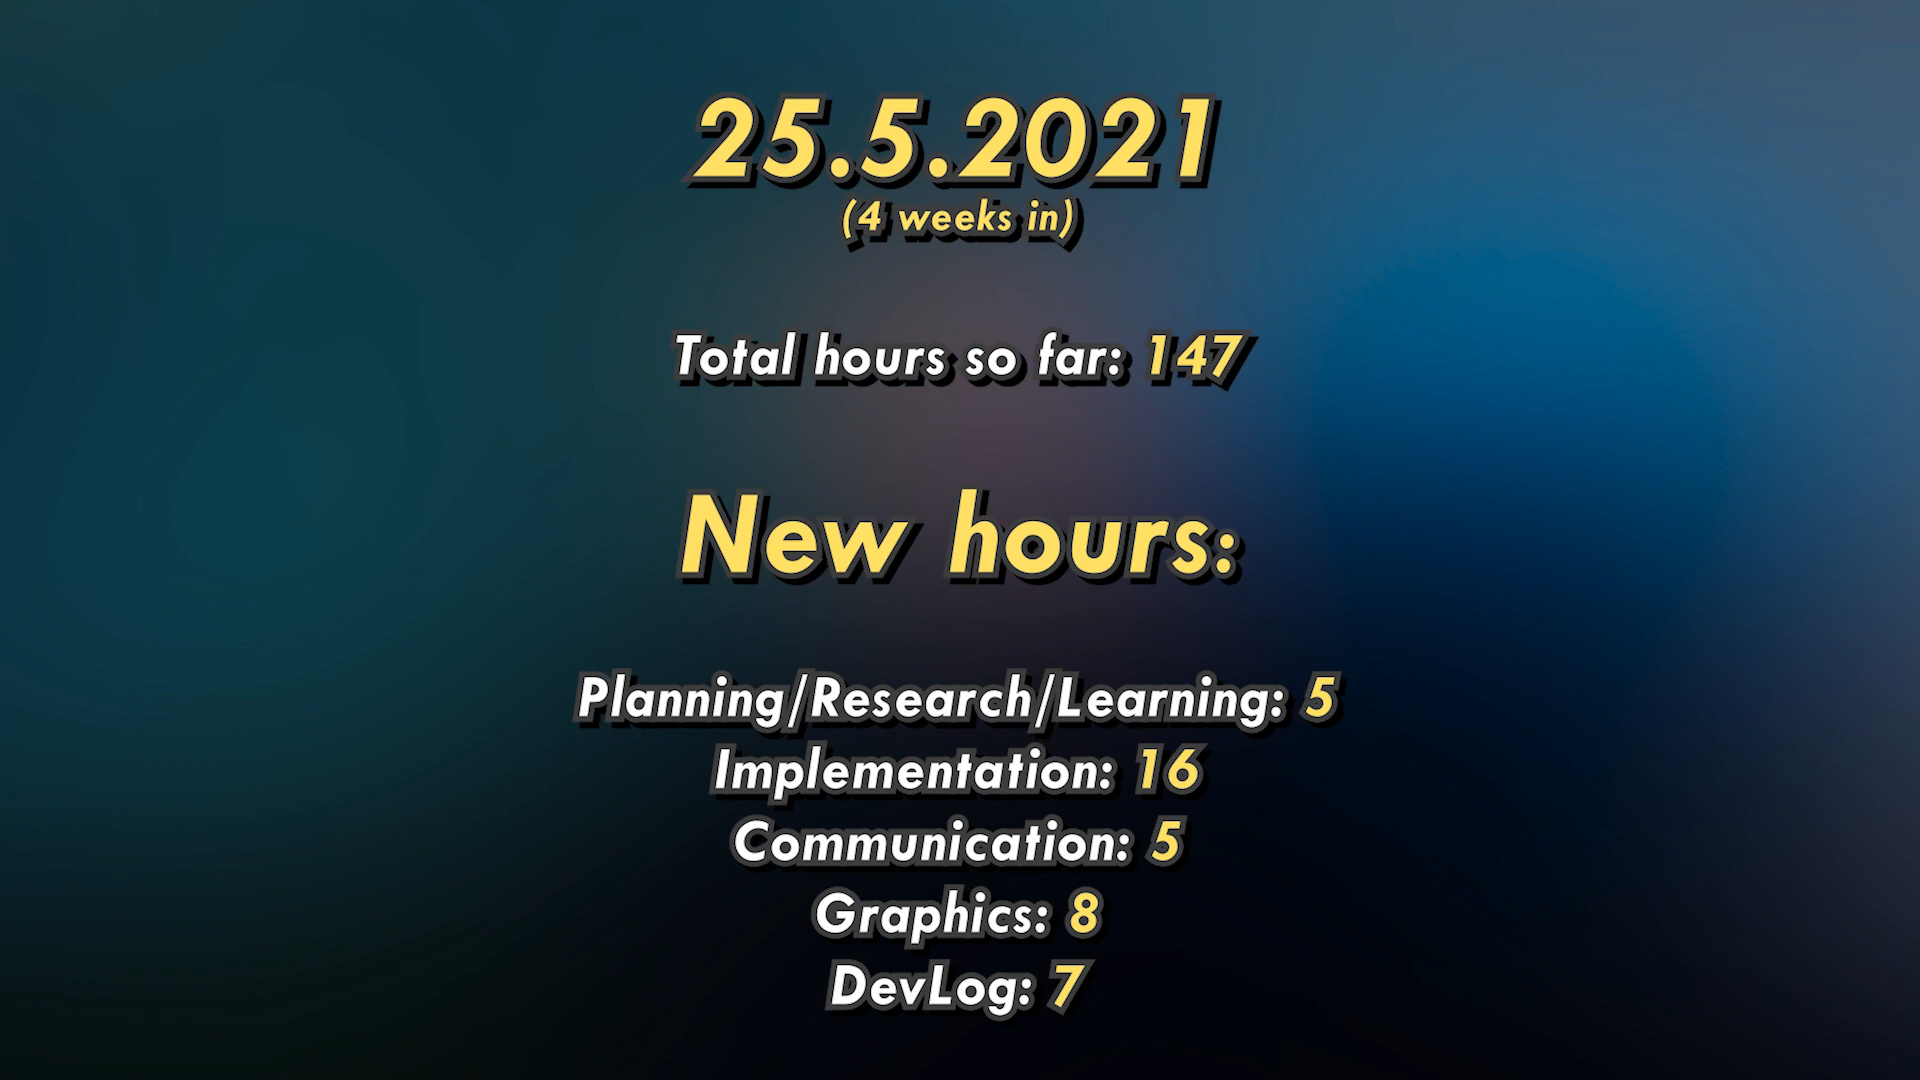 25.5.2021
(4 weeks in)
Total hours so far: 147
New hours:
Planning/Research/Learning: 5
Implementation: 16
Communication: 5
Graphics: 8
DevLog: 7